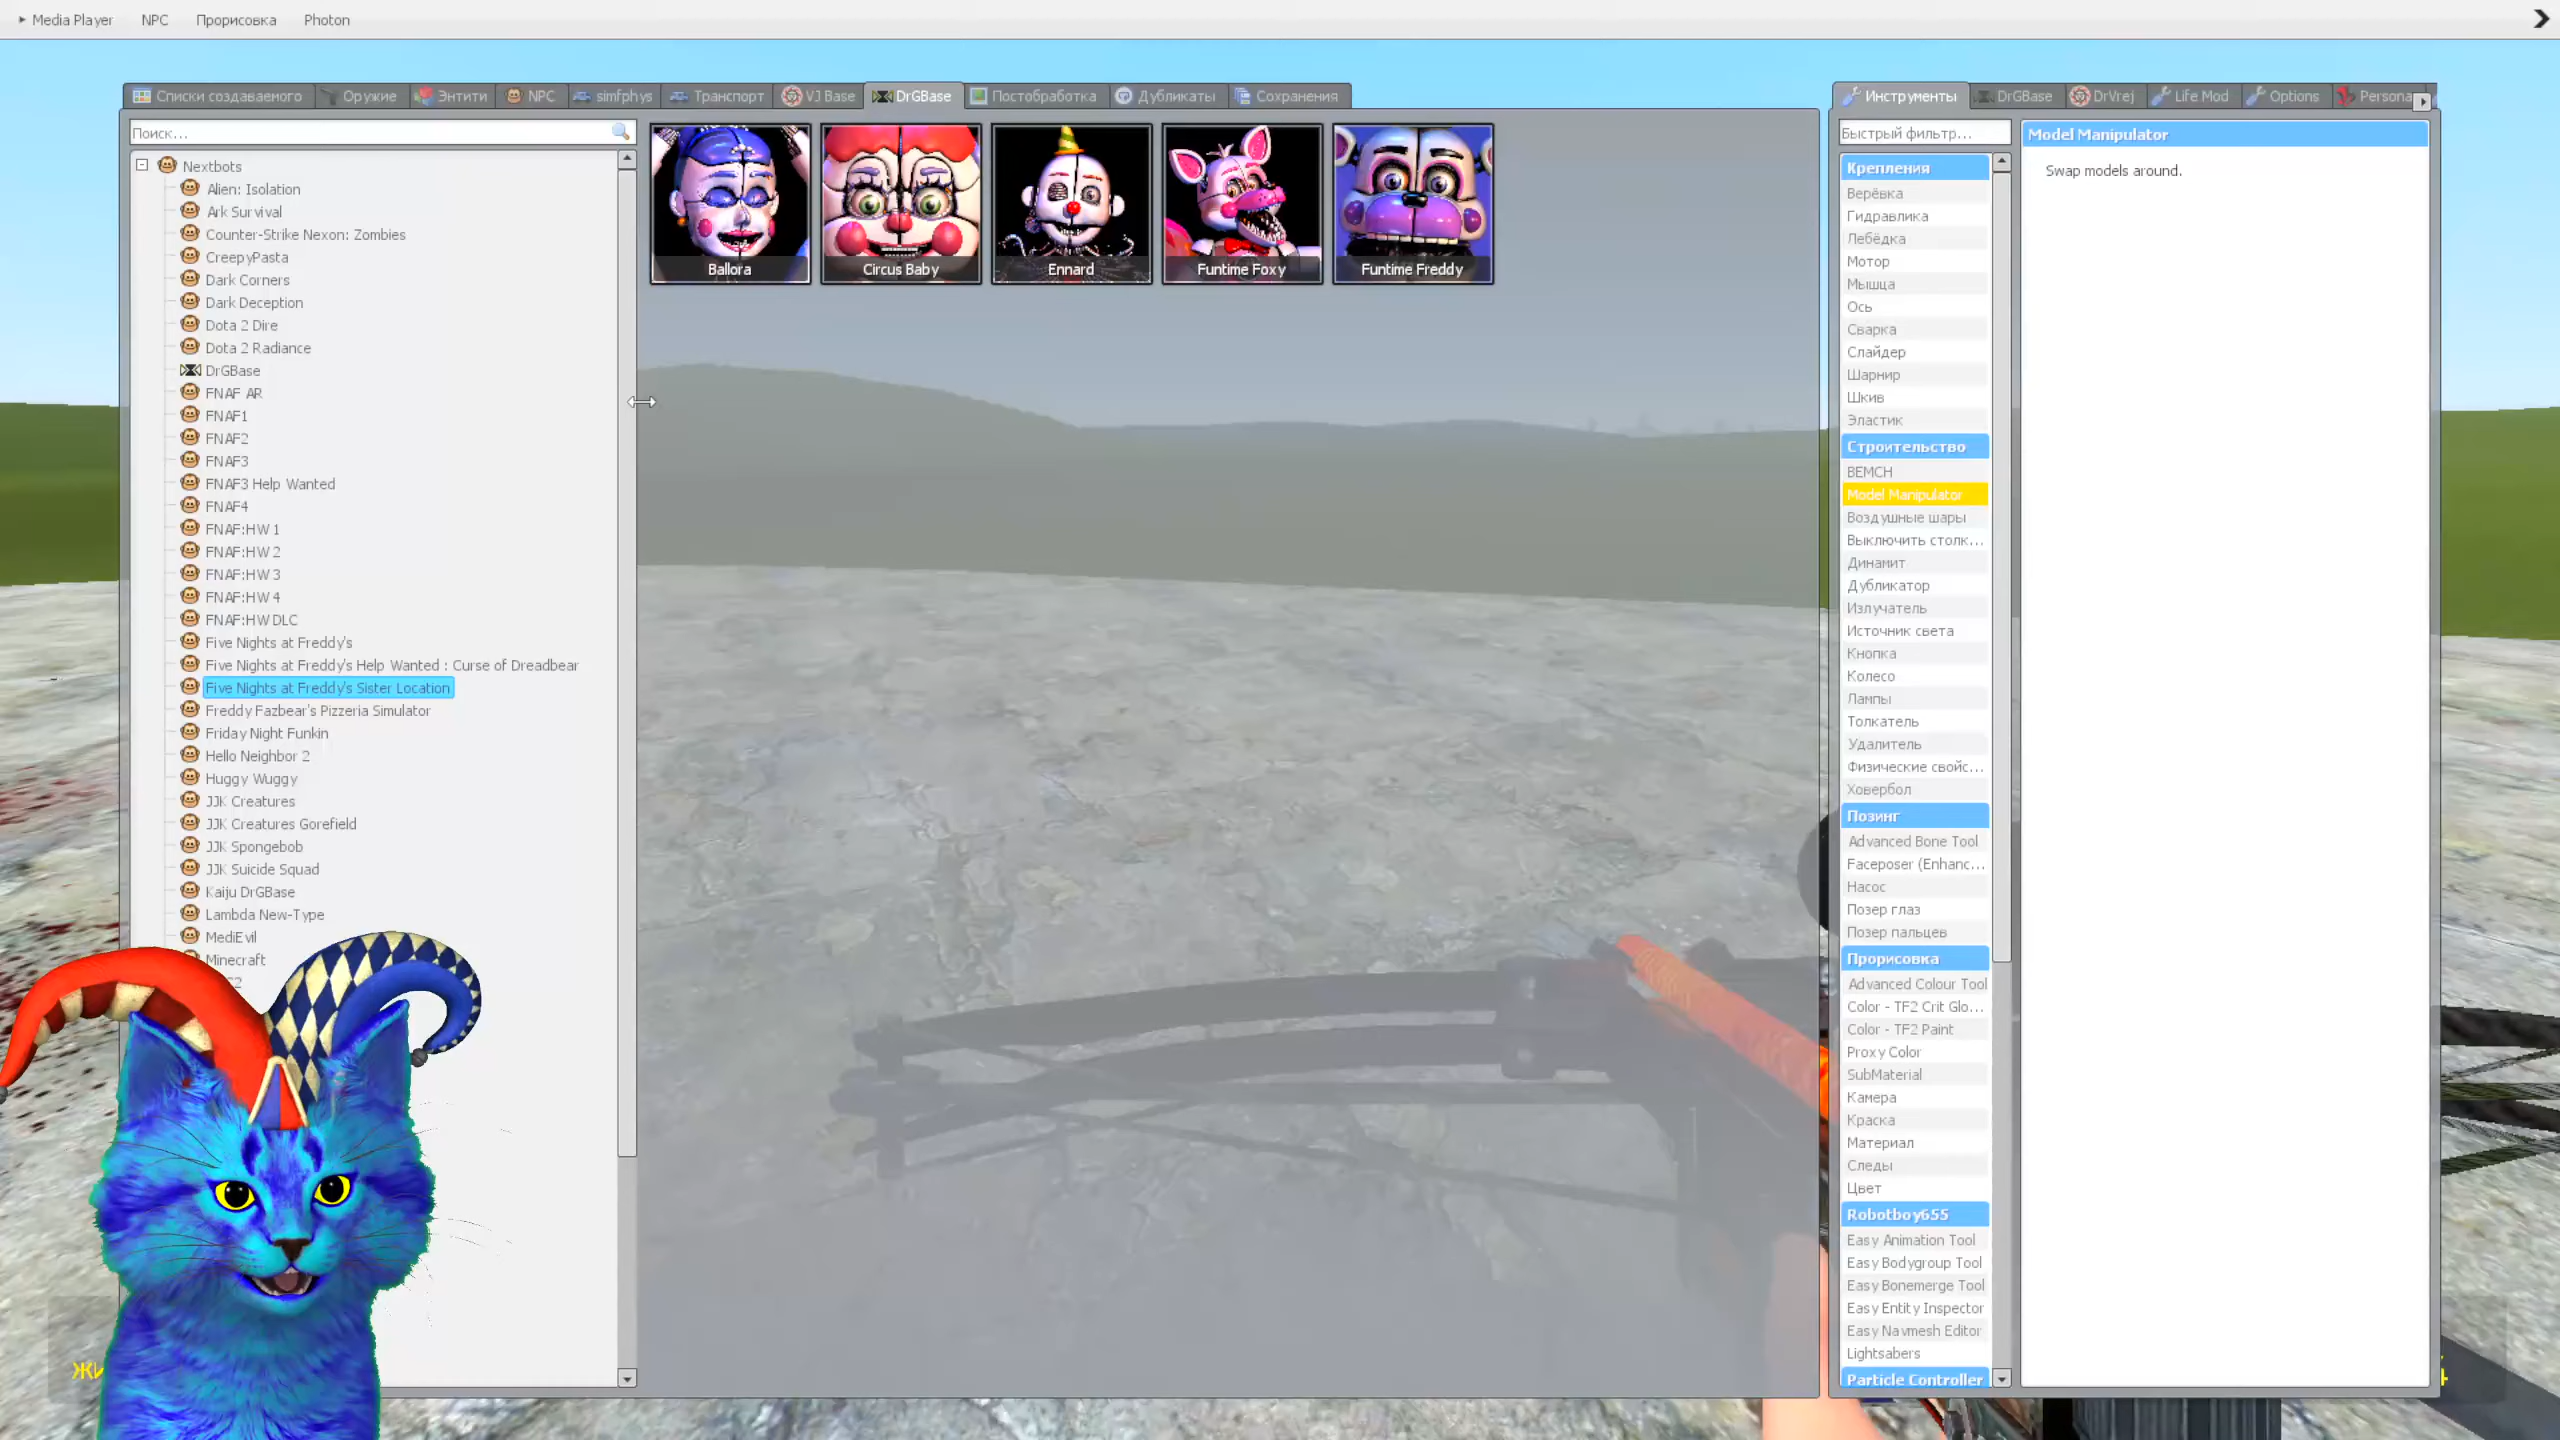 Media Player NPC Прорисовка Photon
Списки создаваемого Оружие Энтити NPC simfphys Транспорт VJ Base DrGBase Постобработка Дубликаты Сохранения
Поиск...
Nextbots
Alien: Isolation
Ark Survival
Counter-Strike Nexon: Zombies
CreepyPasta
Dark Corners
Dark Deception
Dota 2 Dire
Dota 2 Radiance
DrGBase
FNAF AR
FNAF1
FNAF2
FNAF3
FNAF3 Help Wanted
FNAF4
FNAF:HW 1
FNAF:HW 2
FNAF:HW 3
FNAF:HW 4
FNAF:HW DLC
Five Nights at Freddy's
Five Nights at Freddy's Help Wanted : Curse of Dreadbear
Five Nights at Freddy's Sister Location
Freddy Fazbear's Pizzeria Simulator
Friday Night Funkin
Hello Neighbor 2
Huggy Wuggy
JJK Creatures
JJK Creatures Gorefield
JJK Spongebob
JJK Suicide Squad
Kaiju DrGBase
Lambda New-Type
MediEvil
Minecraft
Ballora
Circus Baby
Ennard
Funtime Foxy
Funtime Freddy
Инструменты DrGBase DrVrej Life Mod Options Persona
Быстрый фильтр...
Крепления
Верёвка
Гидравлика
Лебёдка
Мотор
Мышца
Ось
Сварка
Слайдер
Шарнир
Шкив
Эластик
Строительство
BEMCH
Model Manipulator
Воздушные шары
Выключить столк...
Динамит
Дубликатор
Излучатель
Источник света
Кнопка
Колесо
Лампы
Толкатель
Удалитель
Физические свойс...
Ховербол
Позинг
Advanced Bone Tool
Faceposer (Enhanc...
Насос
Позер глаз
Позер пальцев
Прорисовка
Advanced Colour Tool
Color - TF2 Crit Glo...
Color - TF2 Paint
Proxy Color
SubMaterial
Камера
Краска
Материал
Следы
Цвет
Robotboy655
Easy Animation Tool
Easy Bodygroup Tool
Easy Bonemerge Tool
Easy Entity Inspector
Easy Navmesh Editor
Lightsabers
Particle Controller
Model Manipulator
Swap models around.